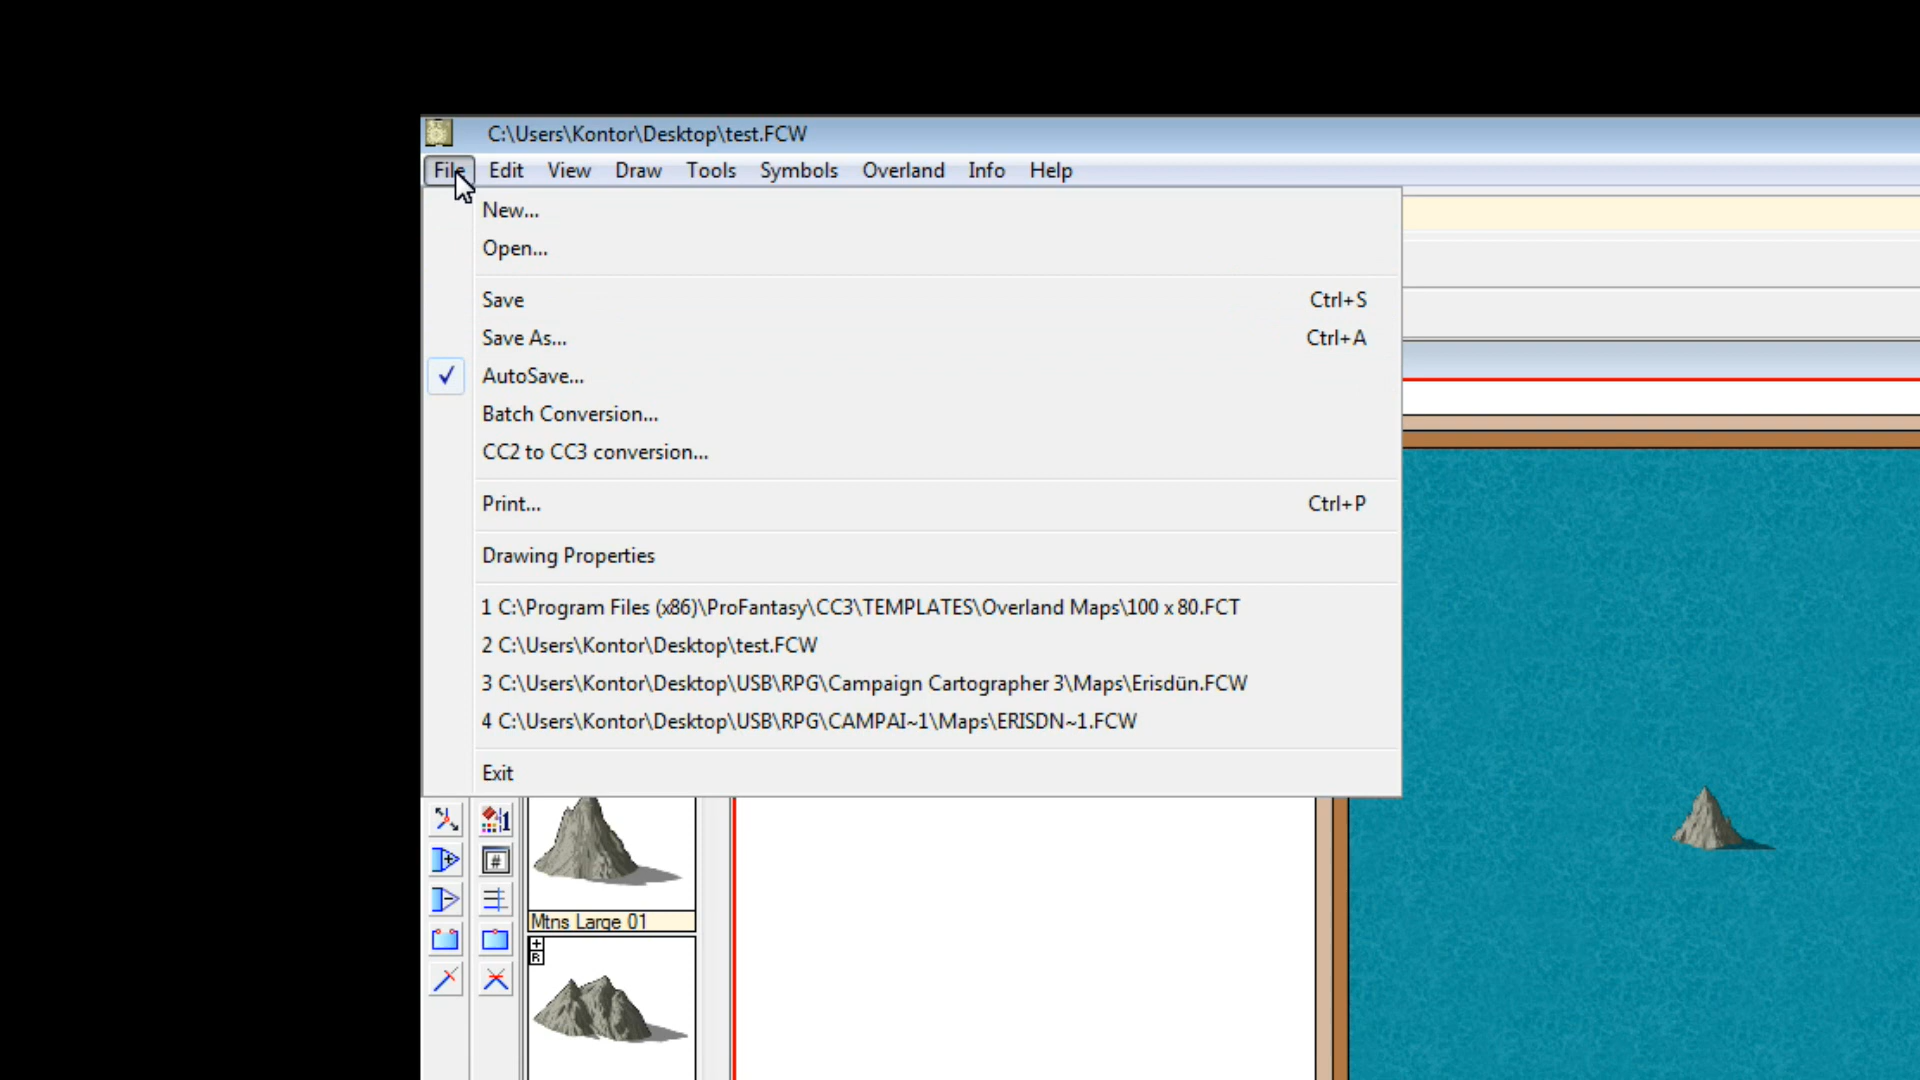 C:\Users\Kontor\Desktop\test.FCW
File Edit View Draw Tools Symbols Overland Info Help
New...
Open...
Save Ctrl+S
Save As... Ctrl+A
AutoSave...
Batch Conversion...
CC2 to CC3 conversion...
Print... Ctrl+P
Drawing Properties
1 C:\Program Files (x86)\ProFantasy\CC3\TEMPLATES\Overland Maps\100 x 80.FCT
2 C:\Users\Kontor\Desktop\test.FCW
3 C:\Users\Kontor\Desktop\USB\RPG\Campaign Cartographer 3\Maps\Erisdün.FCW
4 C:\Users\Kontor\Desktop\USB\RPG\CAMPAI~1\Maps\ERISDN~1.FCW
Exit
1
#
Mtns Large 01
+
R